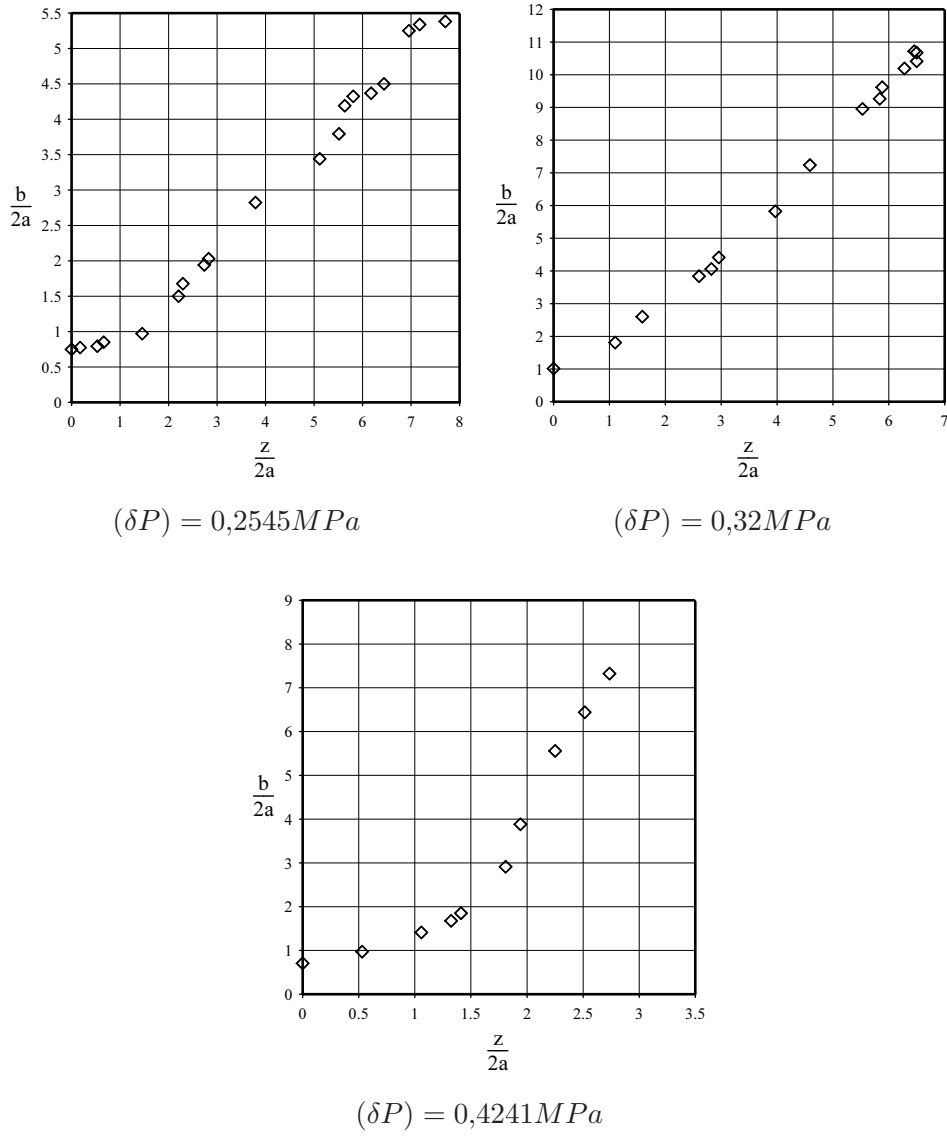 5.5
5
4.5
4
3.5
3
2.5
2
1.5
1
0.5
0
b
2a
0 1 2 3 4 5 6 7 8
z
2a
(δP) = 0,2545MPa
12
11
10
9
8
7
6
5
4
3
2
1
0
b
2a
0 1 2 3 4 5 6 7
z
2a
(δP) = 0,32MPa
9
8
7
6
5
4
3
2
1
0
b
2a
0 0.5 1 1.5 2 2.5 3 3.5
z
2a
(δP) = 0,4241MPa